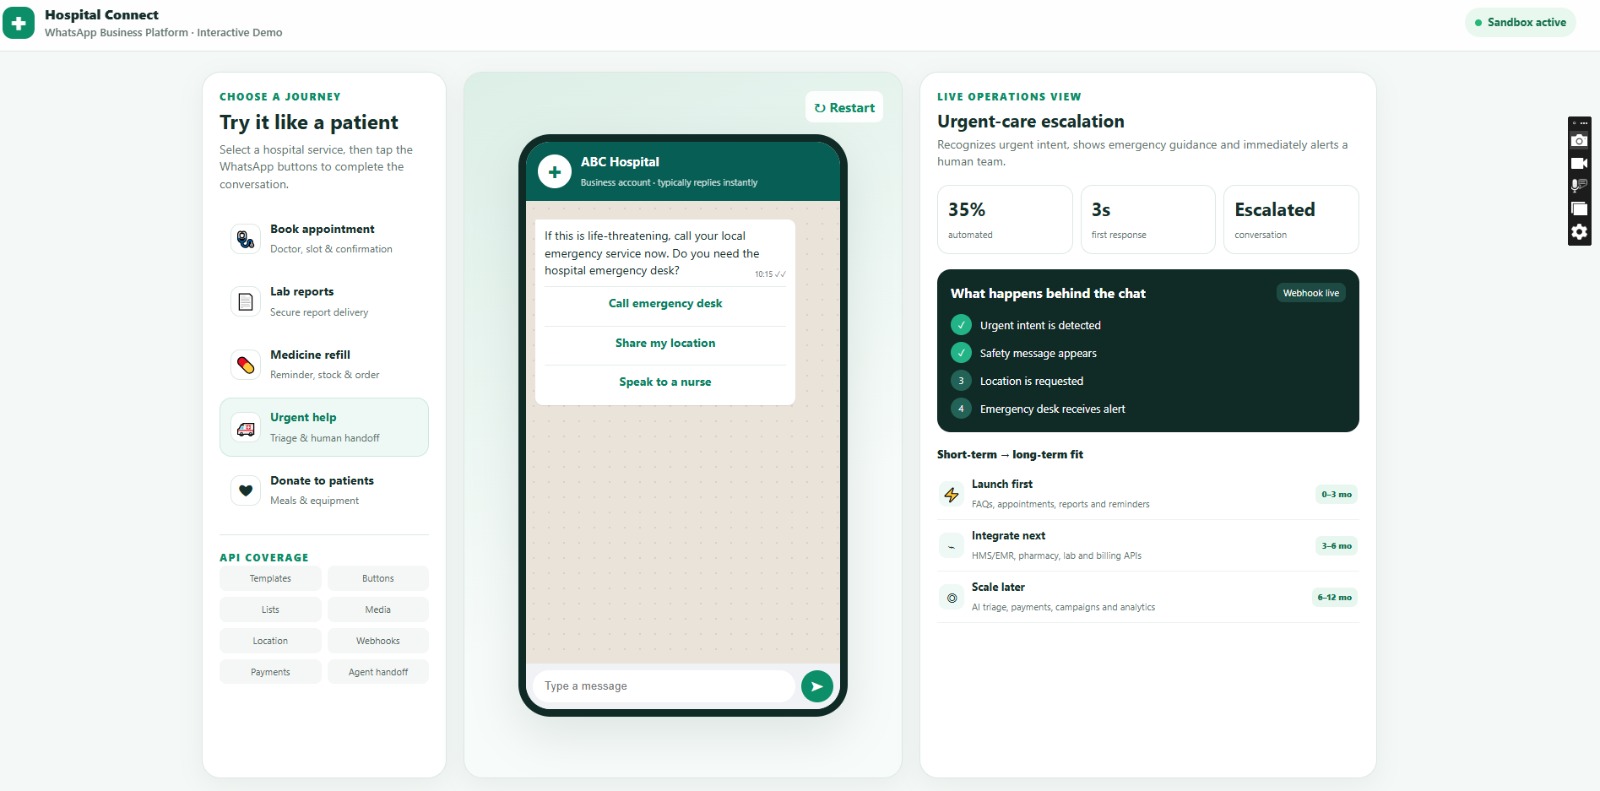 Hospital Connect
WhatsApp Business Platform · Interactive Demo
Sandbox active
CHOOSE A JOURNEY
Try it like a patient
Select a hospital service, then tap the
WhatsApp buttons to complete the
conversation.
Book appointment
Doctor, slot & confirmation
Lab reports
Secure report delivery
Medicine refill
Reminder, stock & order
Urgent help
Triage & human handoff
Donate to patients
Meals & equipment
API COVERAGE
Templates
Buttons
Lists
Media
Location
Webhooks
Payments
Agent handoff
↻ Restart
ABC Hospital
Business account · typically replies instantly
If this is life-threatening, call your local
emergency service now. Do you need the
hospital emergency desk?
10:15 ✓✓
Call emergency desk
Share my location
Speak to a nurse
Type a message
LIVE OPERATIONS VIEW
Urgent-care escalation
Recognizes urgent intent, shows emergency guidance and immediately alerts a
human team.
35%
automated
3s
first response
Escalated
conversation
What happens behind the chat
Webhook live
✓ Urgent intent is detected
✓ Safety message appears
3 Location is requested
4 Emergency desk receives alert
Short-term → long-term fit
Launch first
FAQs, appointments, reports and reminders
0–3 mo
Integrate next
HMS/EMR, pharmacy, lab and billing APIs
3–6 mo
Scale later
AI triage, payments, campaigns and analytics
6–12 mo